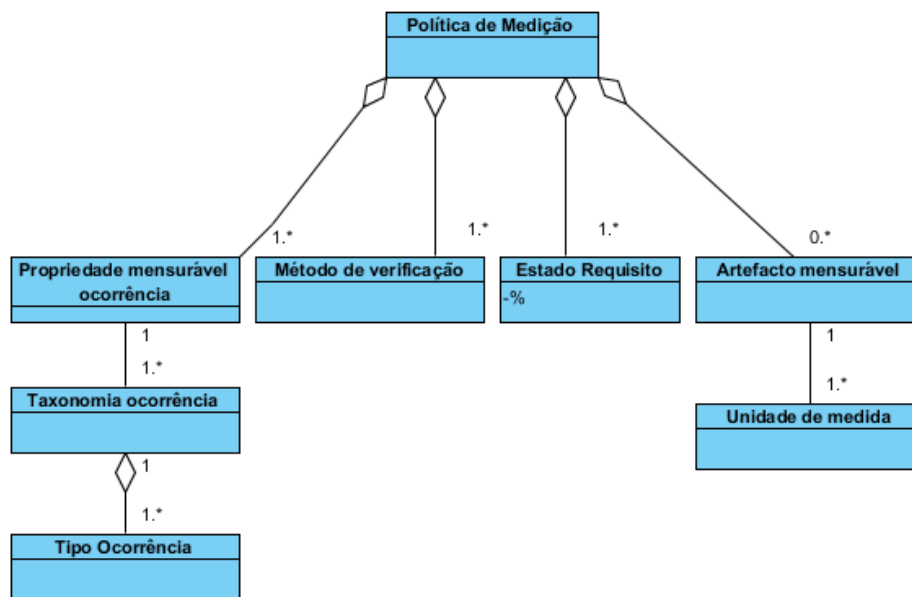 Política de Medição
1.*
1.*
1.*
0.*
Propriedade mensurável
ocorrência
Método de verificação
Estado Requisito
-%
Artefacto mensurável
1
1.*
1
1.*
Taxonomia ocorrência
Unidade de medida
1
1.*
Tipo Ocorrência